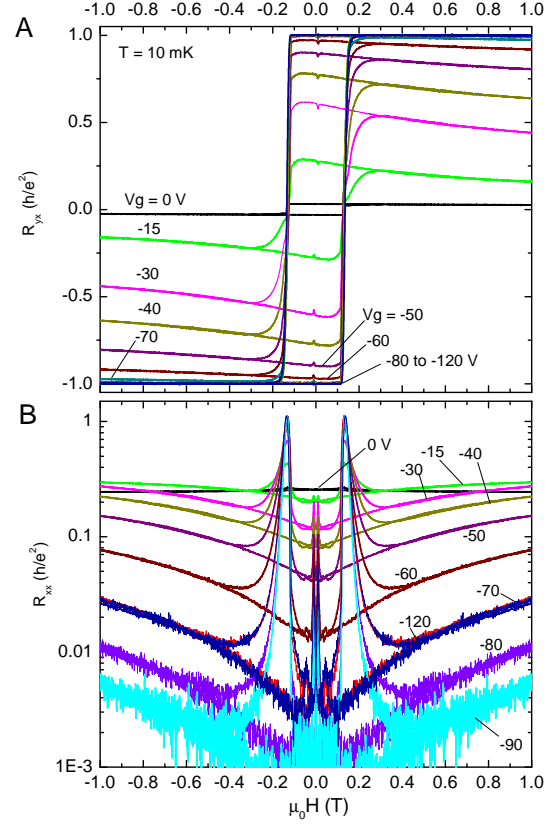 A
-1.0 -0.8 -0.6 -0.4 -0.2 0.0 0.2 0.4 0.6 0.8 1.0
T = 10 mK
1.0
0.5
0.0
-0.5
-1.0
R_yx (h/e²)
Vg = 0 V
-15
-30
-40
-70
Vg = -50
-60
-80 to -120 V
B
1
0.1
0.01
1E-3
R_xx (h/e²)
0 V
-15
-40
-30
-50
-60
-70
-120
-80
-90
-1.0 -0.8 -0.6 -0.4 -0.2 0.0 0.2 0.4 0.6 0.8 1.0
μ₀H (T)